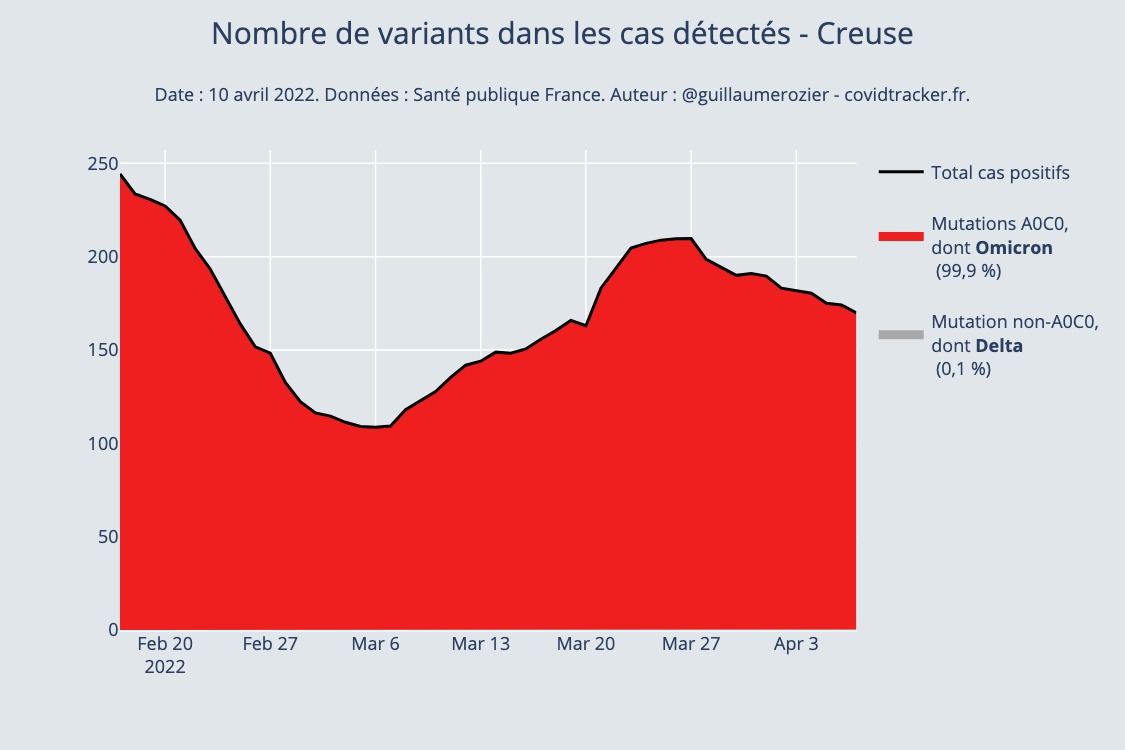 Nombre de variants dans les cas détectés - Creuse
Date : 10 avril 2022. Données : Santé publique France. Auteur : @guillaumerozier - covidtracker.fr.
250
200
150
100
50
0
Feb 20
2022
Feb 27
Mar 6
Mar 13
Mar 20
Mar 27
Apr 3
Total cas positifs
Mutations A0C0,
dont Omicron
(99,9 %)
Mutation non-A0C0,
dont Delta
(0,1 %)